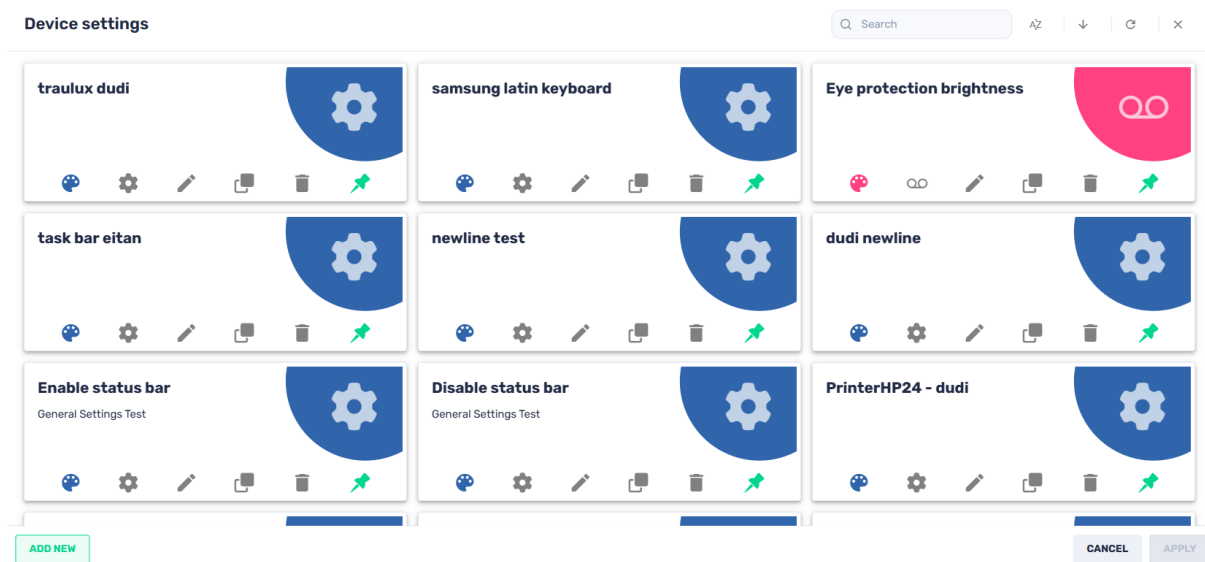 Device settings
Search
AZ
traulux dudi
samsung latin keyboard
Eye protection brightness
task bar eitan
newline test
dudi newline
Enable status bar
General Settings Test
Disable status bar
General Settings Test
PrinterHP24 - dudi
ADD NEW
CANCEL
APPLY